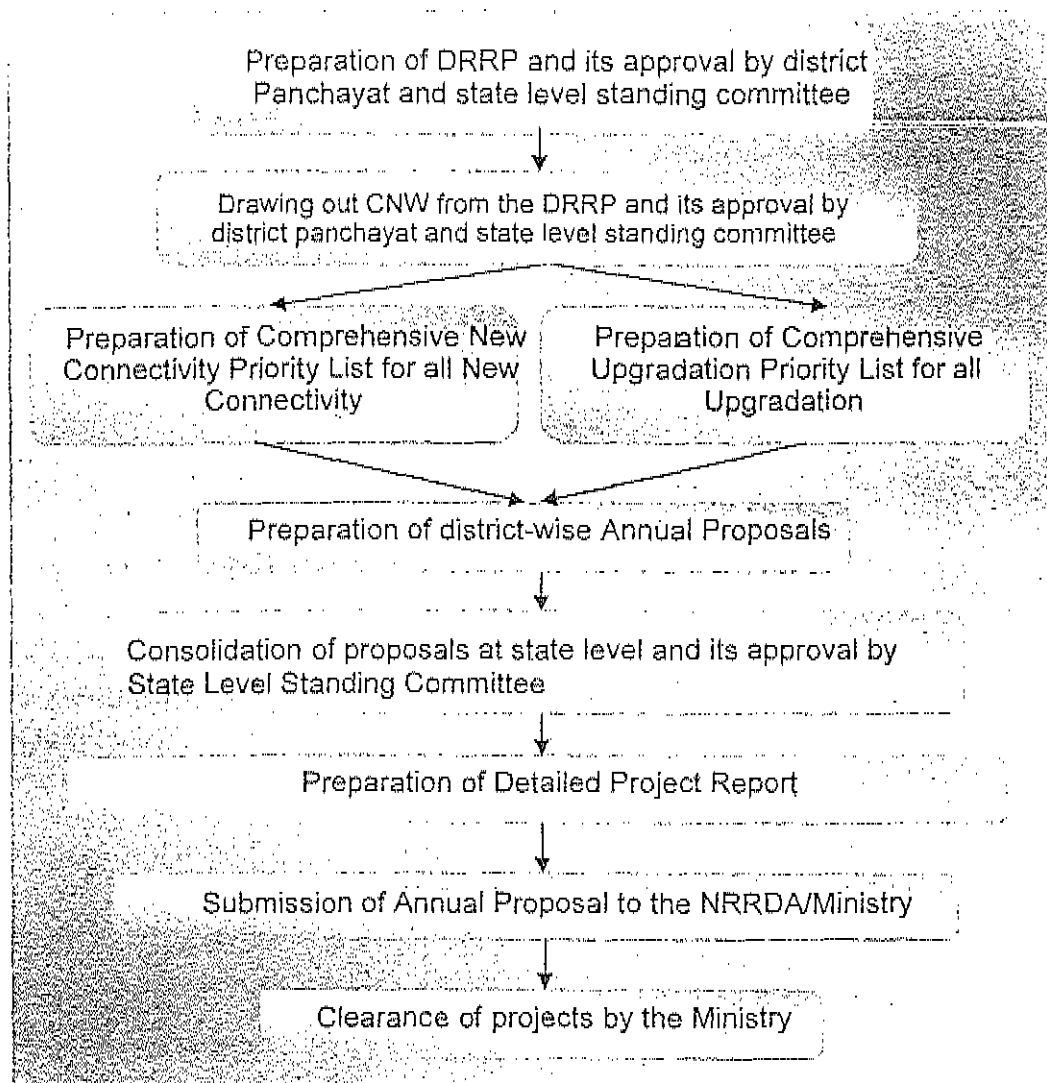 Preparation of DRRP and its approval by district
Panchayat and state level standing committee
Drawing out CNW from the DRRP and its approval by
district panchayat and state level standing committee
Preparation of Comprehensive New
Connectivity Priority List for all New
Connectivity
Prepaation of Comprehensive
Upgradation Priority List for all
Upgradation
Preparation of district-wise Annual Proposals
Consolidation of proposals at state level and its approval by
State Level Standing Committee
Preparation of Detailed Project Report
Submission of Annual Proposal to the NRRDA/Ministry
Clearance of projects by the Ministry